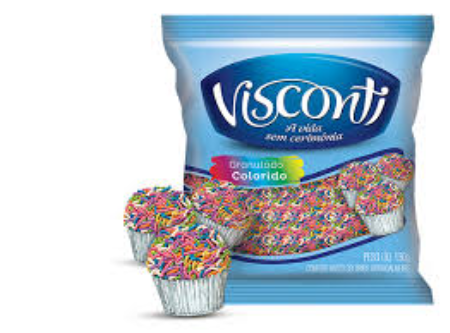 Visconti
A vida
sem cerimônia
Granulado
Colorido